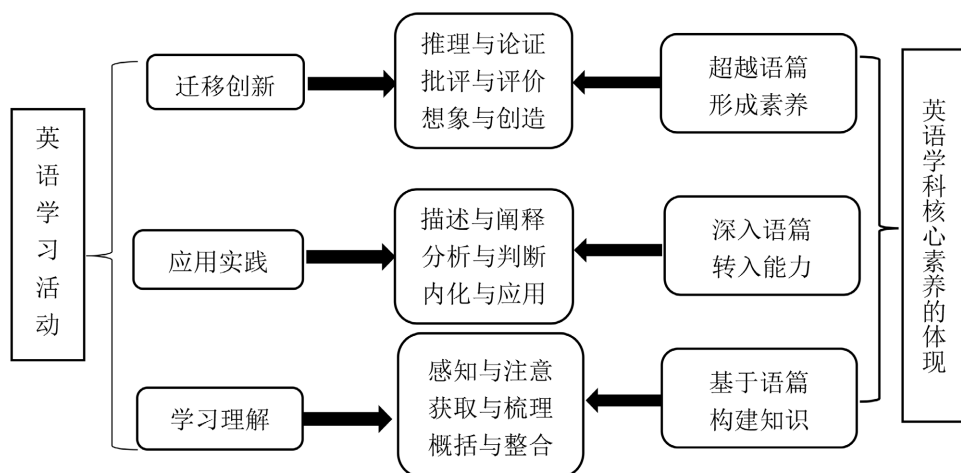 英语学习活动
迁移创新
推理与论证
批评与评价
想象与创造
超越语篇
形成素养
应用实践
描述与阐释
分析与判断
内化与应用
深入语篇
转入能力
学习理解
感知与注意
获取与梳理
概括与整合
基于语篇
构建知识
英语学科核心素养的体现